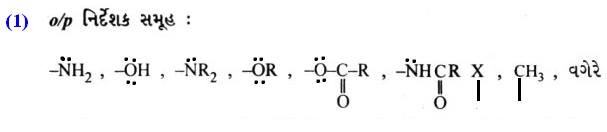 (1) o/p નિર્દેશક સમૂહ :
–N̈H₂ , –ÖH , –N̈R₂ , –ÖR , –Ö–C–R , –N̈HCR X , CH₃ , વગેરે
O O